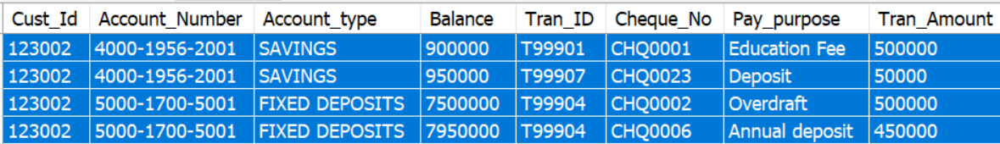 Cust_Id Account_Number Account_type Balance Tran_ID Cheque_No Pay_purpose Tran_Amount
123002 4000-1956-2001 SAVINGS 900000 T99901 CHQ0001 Education Fee 500000
123002 4000-1956-2001 SAVINGS 950000 T99907 CHQ0023 Deposit 50000
123002 5000-1700-5001 FIXED DEPOSITS 7500000 T99904 CHQ0002 Overdraft 500000
123002 5000-1700-5001 FIXED DEPOSITS 7950000 T99904 CHQ0006 Annual deposit 450000